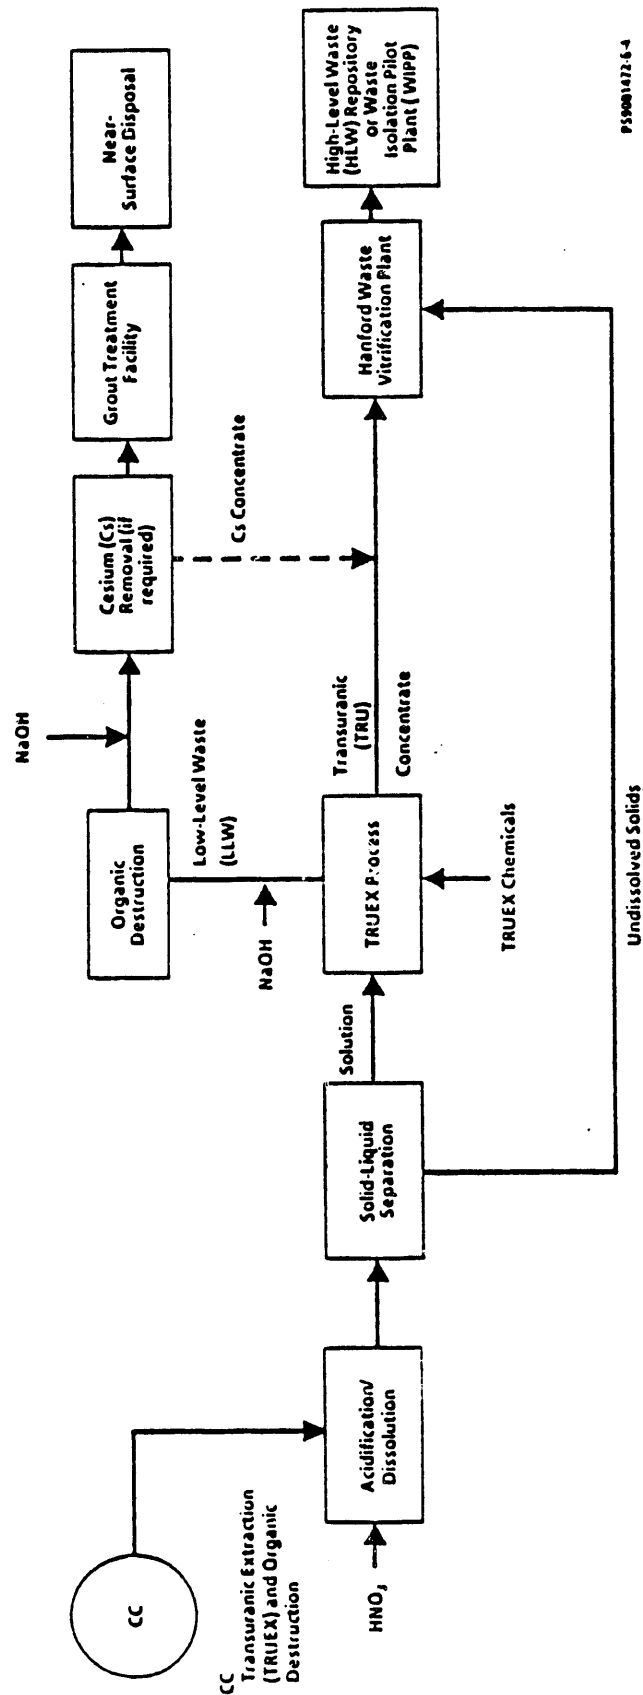 CC
CC
Transuranic Extraction
(TRUEX) and Organic
Destruction
HNO3
Acidification/
Dissolution
Solid-Liquid
Separation
Solution
Undissolved Solids
TRUEX Process
TRUEX Chemicals
NaOH
Low-Level Waste
(LLW)
Organic
Destruction
NaOH
Cesium (Cs)
Removal (if
required)
Cs Concentrate
Grout Treatment
Facility
Near-
Surface Disposal
Transuranic
(TRU)
Concentrate
Hanford Waste
Vitrification Plant
High-Level Waste
(HLW) Repository
or Waste
Isolation Pilot
Plant (WIPP)
PS9081472-6-4